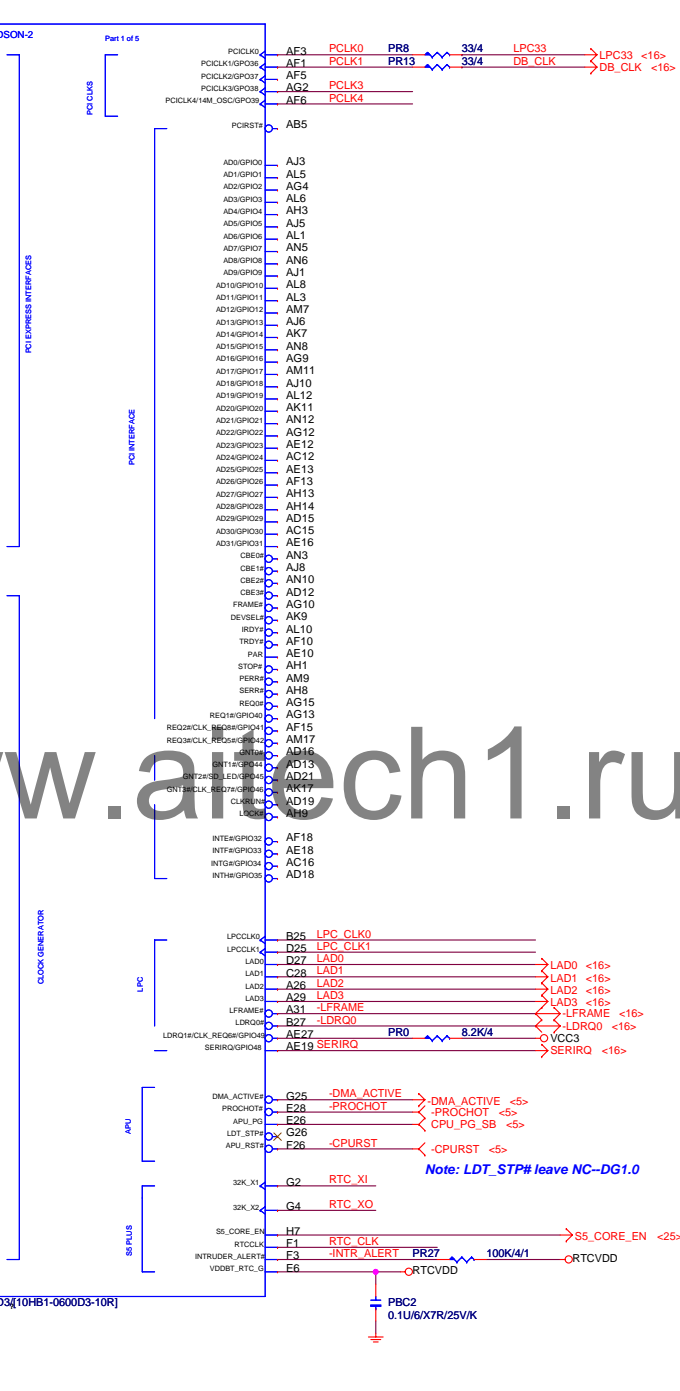 DSON-2
Part 1 of 5
PCI CLKS
PCICLK0 AF3 PCLK0 PR8 33/4 LPC33 LPC33 <16>
PCICLK1/GPO36 AF1 PCLK1 PR13 33/4 DB_CLK DB_CLK <16>
PCICLK2/GPO37 AF5
PCICLK3/GPO38 AG2 PCLK3
PCICLK4/14M_OSC/GPO39 AF6 PCLK4
PCIRST# AB5
PCI EXPRESS INTERFACES
PCI INTERFACE
AD0/GPIO0 AJ3
AD1/GPIO1 AL5
AD2/GPIO2 AG4
AD3/GPIO3 AL6
AD4/GPIO4 AH3
AD5/GPIO5 AJ5
AD6/GPIO6 AL1
AD7/GPIO7 AN5
AD8/GPIO8 AN6
AD9/GPIO9 AJ1
AD10/GPIO10 AL8
AD11/GPIO11 AL3
AD12/GPIO12 AM7
AD13/GPIO13 AJ6
AD14/GPIO14 AK7
AD15/GPIO15 AN8
AD16/GPIO16 AG9
AD17/GPIO17 AM11
AD18/GPIO18 AJ10
AD19/GPIO19 AL12
AD20/GPIO20 AK11
AD21/GPIO21 AN12
AD22/GPIO22 AG12
AD23/GPIO23 AE12
AD24/GPIO24 AC12
AD25/GPIO25 AE13
AD26/GPIO26 AF13
AD27/GPIO27 AH13
AD28/GPIO28 AH14
AD29/GPIO29 AD15
AD30/GPIO30 AC15
AD31/GPIO31 AE16
CBE0# AN3
CBE1# AJ8
CBE2# AN10
CBE3# AD12
FRAME# AG10
DEVSEL# AK9
IRDY# AL10
TRDY# AF10
PAR AE10
STOP# AH1
PERR# AM9
SERR# AH8
REQ0# AG15
REQ1#/GPIO40 AG13
REQ2#/CLK_REQ8#/GPIO41 AF15
REQ3#/CLK_REQ5#/GPIO42 AM17
GNT0# AD16
GNT1#/GPO44 AD13
GNT2#/SD_LED/GPO45 AD21
GNT3#/CLK_REQ7#/GPIO46 AK17
CLKRUN# AD19
LOCK# AH9
w.aitech1.ru
INTE#/GPIO32 AF18
INTF#/GPIO33 AE18
INTG#/GPIO34 AC16
INTH#/GPIO35 AD18
CLOCK GENERATOR
LPC
LPCCLK0 B25 LPC_CLK0
LPCCLK1 D25 LPC_CLK1
LAD0 D27 LAD0 LAD0 <16>
LAD1 C28 LAD1 LAD1 <16>
LAD2 A26 LAD2 LAD2 <16>
LAD3 A29 LAD3 LAD3 <16>
LFRAME# A31 -LFRAME -LFRAME <16>
LDRQ0# B27 -LDRQ0 -LDRQ0 <16>
LDRQ1#/CLK_REQ6#/GPIO49 AE27 PR0 8.2K/4 VCC3
SERIRQ/GPIO48 AE19 SERIRQ SERIRQ <16>
APU
DMA_ACTIVE# G25 -DMA_ACTIVE -DMA_ACTIVE <5>
PROCHOT# E28 -PROCHOT -PROCHOT <5>
APU_PG E26 CPU_PG_SB <5>
LDT_STP# G26
APU_RST# F26 -CPURST -CPURST <5>
Note: LDT_STP# leave NC--DG1.0
S5 PLUS
32K_X1 G2 RTC_XI
32K_X2 G4 RTC_XO
S5_CORE_EN H7 S5_CORE_EN <25>
RTCCLK F1 RTC_CLK
INTRUDER_ALERT# F3 -INTR_ALERT PR27 100K/4/1 RTCVDD
VDDBT_RTC_G E6 RTCVDD
D3/[10HB1-0600D3-10R]
PBC2
0.1U/6/X7R/25V/K